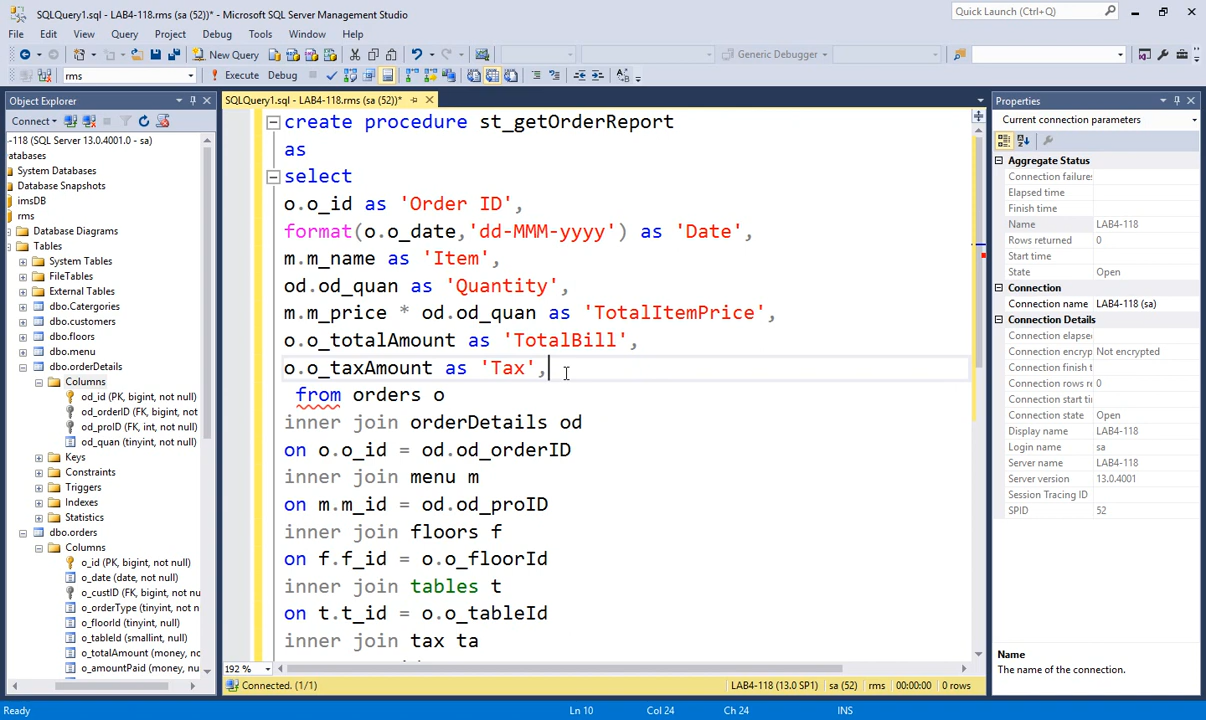 SQLQuery1.sql - LAB4-118.rms (sa (52))* - Microsoft SQL Server Management Studio
Quick Launch (Ctrl+Q)
File Edit View Query Project Debug Tools Window Help
New Query
Generic Debugger
rms
Execute Debug
Object Explorer
SQLQuery1.sql - LAB4-118.rms (sa (52))*
Properties
Connect
Current connection parameters
-118 (SQL Server 13.0.4001.0 - sa)
atabases
System Databases
Database Snapshots
imsDB
rms
Database Diagrams
Tables
System Tables
FileTables
External Tables
dbo.Catergories
dbo.customers
dbo.floors
dbo.menu
dbo.orderDetails
Columns
od_id (PK, bigint, not null)
od_orderID (FK, bigint, not null)
od_proID (FK, int, not null)
od_quan (tinyint, not null)
Keys
Constraints
Triggers
Indexes
Statistics
dbo.orders
Columns
o_id (PK, bigint, not null)
o_date (date, not null)
o_custID (FK, bigint, not null)
o_orderType (tinyint, not null)
o_floorId (tinyint, null)
o_tableId (smallint, null)
o_totalAmount (money, no
o_taxAmount (money, null)
o_amountPaid (money, no
create procedure st_getOrderReport
as
select
o.o_id as 'Order ID',
format(o.o_date,'dd-MMM-yyyy') as 'Date',
m.m_name as 'Item',
od.od_quan as 'Quantity',
m.m_price * od.od_quan as 'TotalItemPrice',
o.o_totalAmount as 'TotalBill',
o.o_taxAmount as 'Tax',
from orders o
inner join orderDetails od
on o.o_id = od.od_orderID
inner join menu m
on m.m_id = od.od_proID
inner join floors f
on f.f_id = o.o_floorId
inner join tables t
on t.t_id = o.o_tableId
inner join tax ta
192 %
Connected. (1/1)
LAB4-118 (13.0 SP1) sa (52) rms 00:00:00 0 rows
Aggregate Status
Connection failures
Elapsed time
Finish time
Name LAB4-118
Rows returned 0
Start time
State Open
Connection
Connection name LAB4-118 (sa)
Connection Details
Connection elapse
Connection encryp Not encrypted
Connection finish t
Connection rows re 0
Connection start ti
Connection state Open
Display name LAB4-118
Login name sa
Server name LAB4-118
Server version 13.0.4001
Session Tracing ID
SPID 52
Name
The name of the connection.
Ready
Ln 10 Col 24 Ch 24 INS